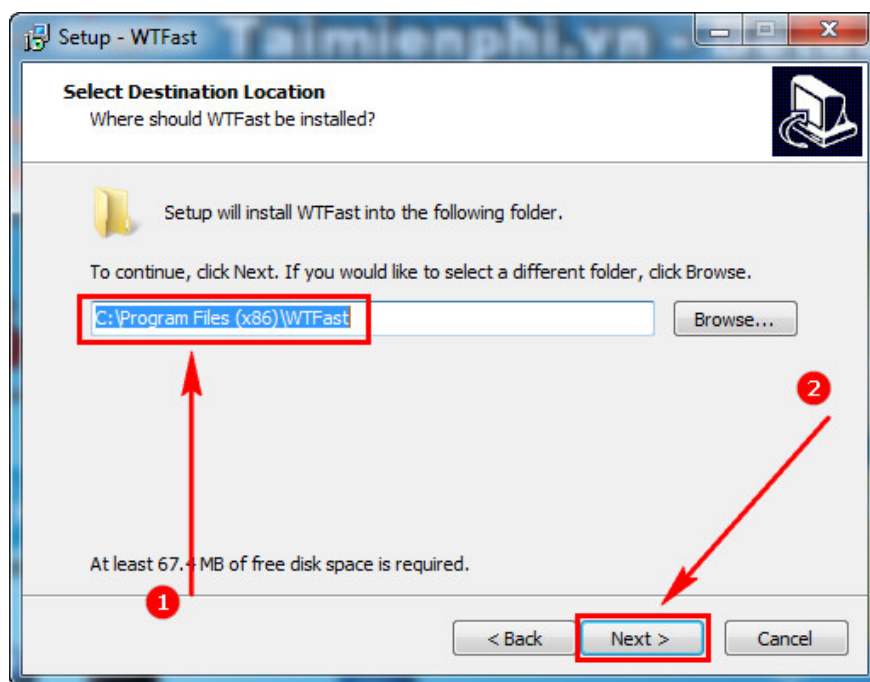 Taimienphi.vn -
Setup - WTFast
Select Destination Location
Where should WTFast be installed?
Setup will install WTFast into the following folder.
To continue, click Next. If you would like to select a different folder, click Browse.
C:\Program Files (x86)\WTFast
Browse...
2
At least 67.4 MB of free disk space is required.
1
< Back
Next >
Cancel